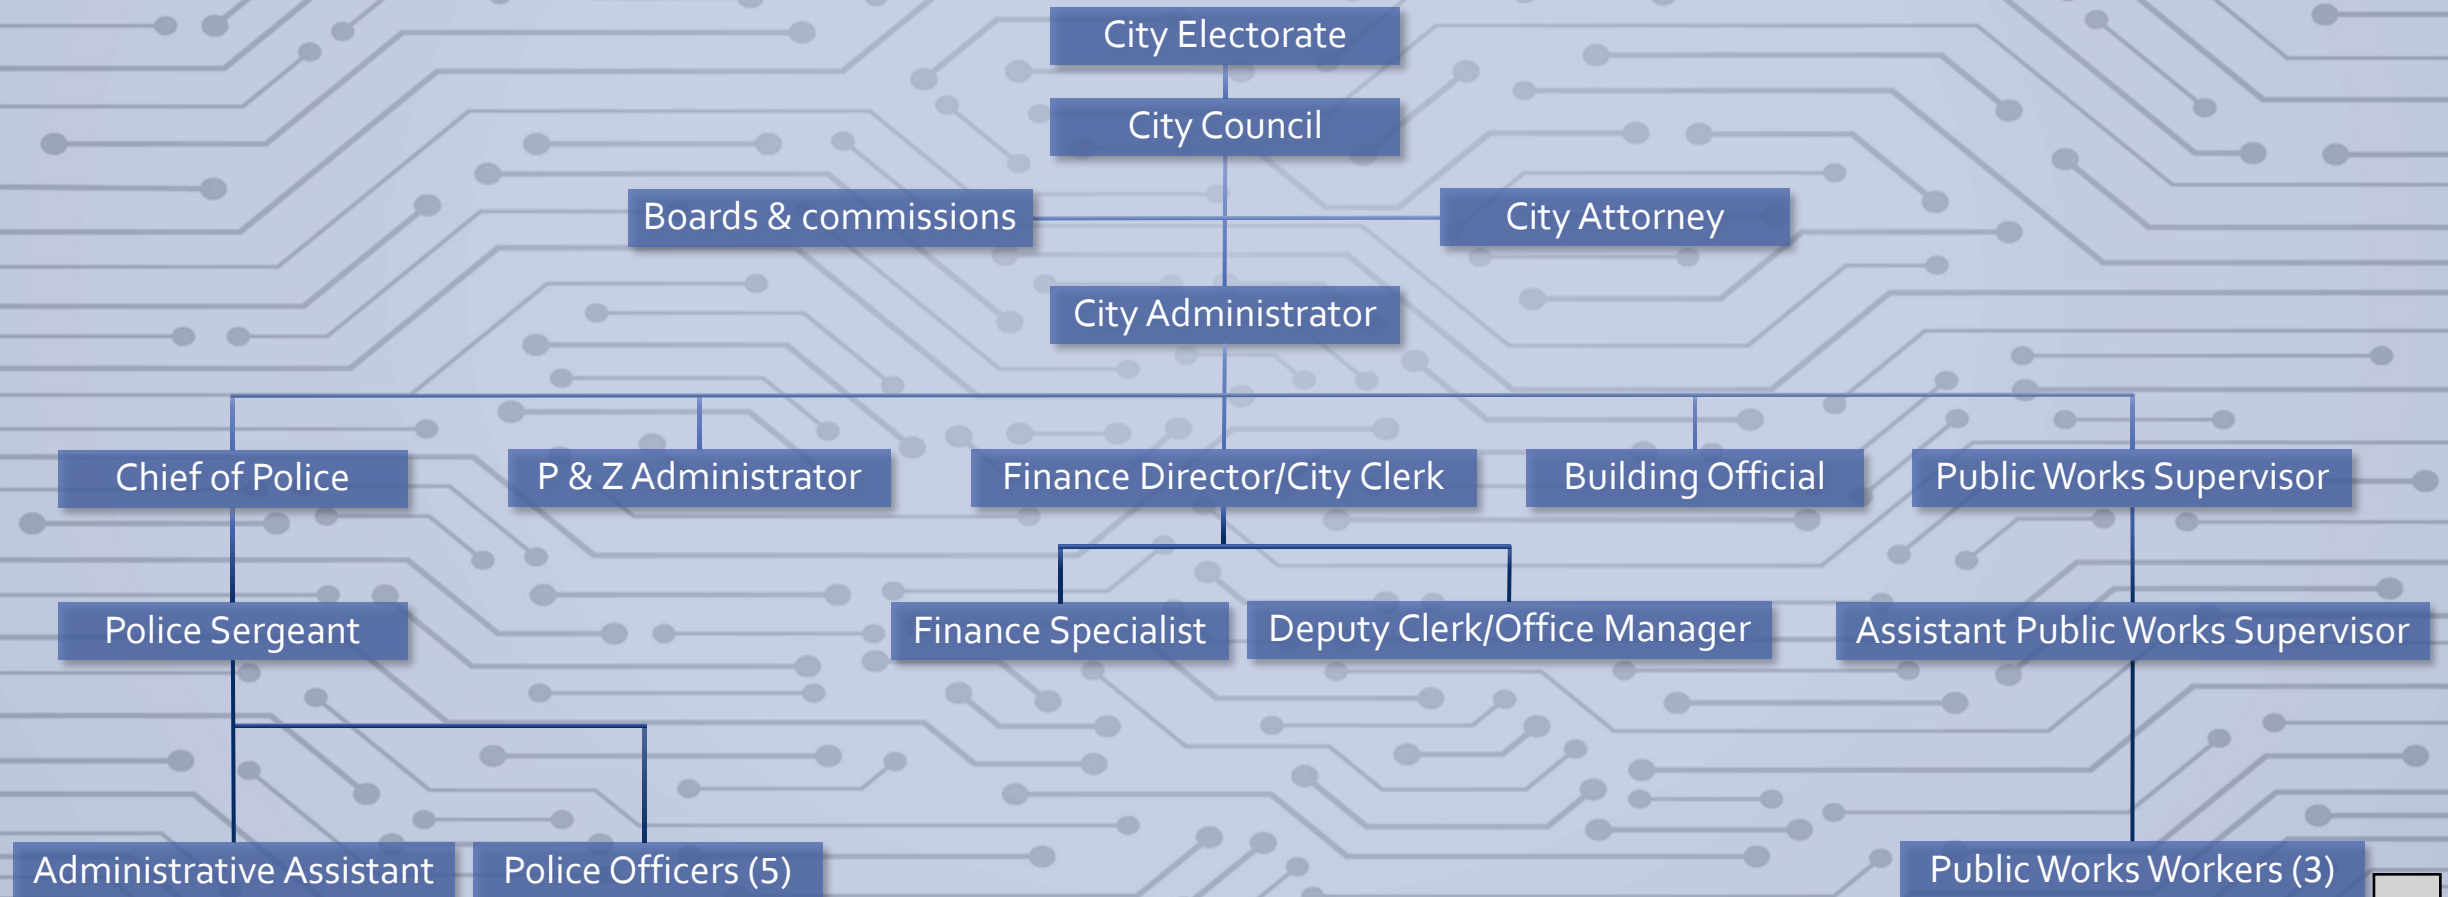 City Electorate
City Council
Boards & commissions
City Attorney
City Administrator
Chief of Police
P & Z Administrator
Finance Director/City Clerk
Building Official
Public Works Supervisor
Police Sergeant
Finance Specialist
Deputy Clerk/Office Manager
Assistant Public Works Supervisor
Administrative Assistant
Police Officers (5)
Public Works Workers (3)